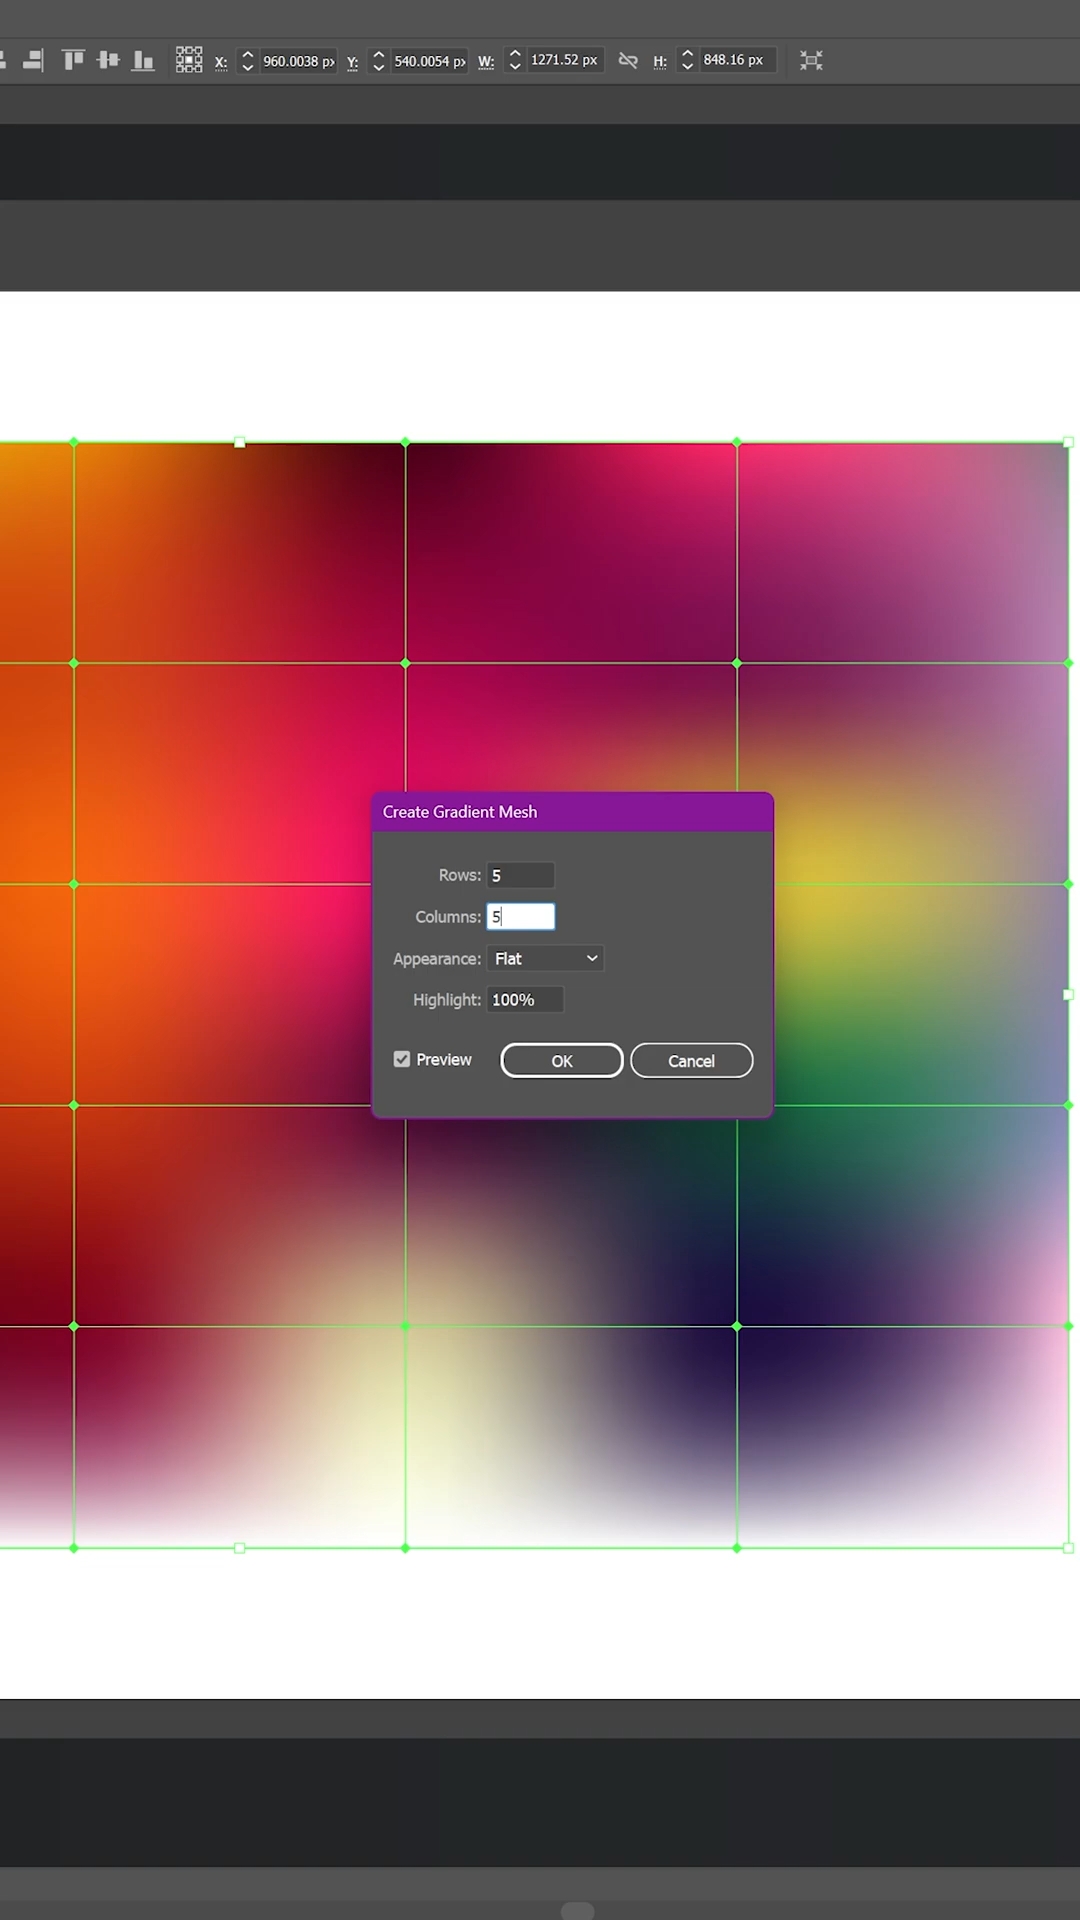 X: 960.0038 px Y: 540.0054 px W: 1271.52 px H: 848.16 px
Create Gradient Mesh
Rows: 5
Columns: 5
Appearance: Flat
Highlight: 100%
Preview OK Cancel